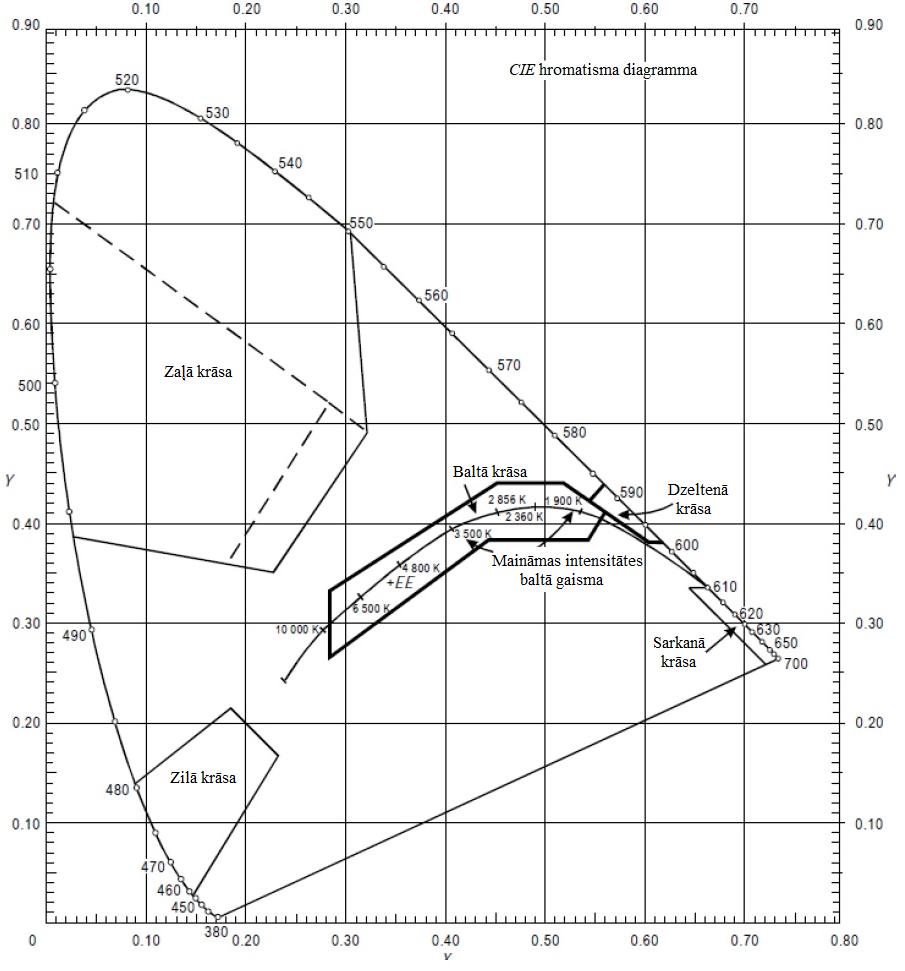 0.10 0.20 0.30 0.40 0.50 0.60 0.70
0.90 0.90
CIE hromatisma diagramma
520
530
0.80 0.80
540
510
0.70 550 0.70
560
0.60 0.60
570
Zaļā krāsa
500
0.50 580 0.50
Y Y
Baltā krāsa
590 Dzeltenā
krāsa
2 856 K 1 900 K
2 360 K
0.40 0.40
3 500 K
600
Maināmas intensitātes
baltā gaisma
4 800 K
+EE
610
6 500 K
620
10 000 K
0.30 630 0.30
490
Sarkanā
krāsa
650
700
0.20 0.20
Zilā krāsa
480
0.10 0.10
470
460
450
380
0 0.10 0.20 0.30 0.40 0.50 0.60 0.70 0.80